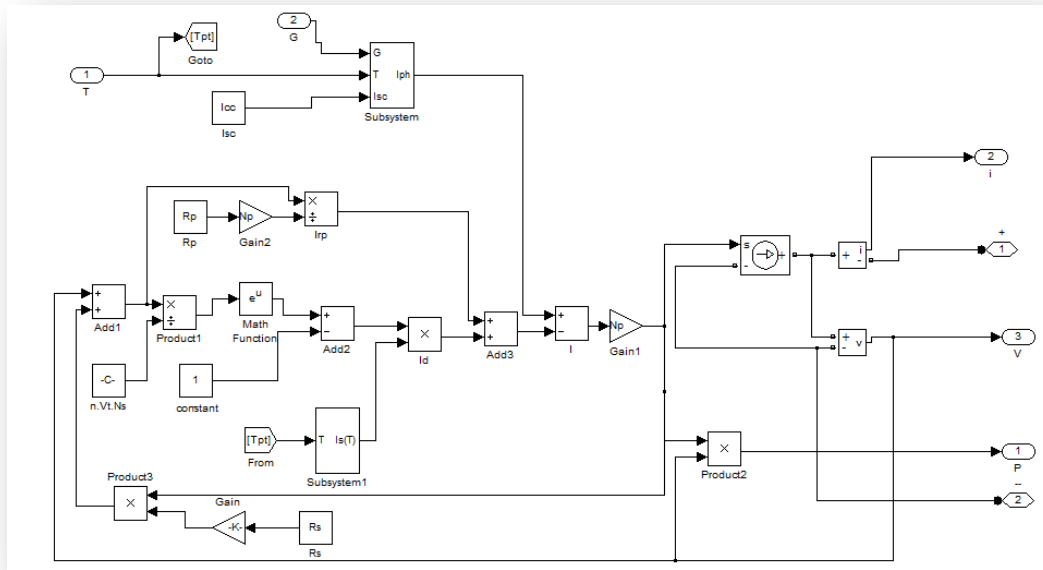 2
G
[Tpt]
Goto
1
T
G
T
Iph
Isc
Subsystem
Icc
Isc
2
i
Rp
Rp
Np
Gain2
×
÷
Irp
s
-
+
+
i
-
+
1
+
+
Add1
×
÷
Product1
e^u
Math
Function
+
-
Add2
×
Id
+
+
Add3
+
-
I
Np
Gain1
+
-
v
3
V
-C-
n.Vt.Ns
1
constant
[Tpt]
From
T
Is(T)
Subsystem1
×
Product2
1
P
--
2
Product3
×
Gain
-K-
Rs
Rs